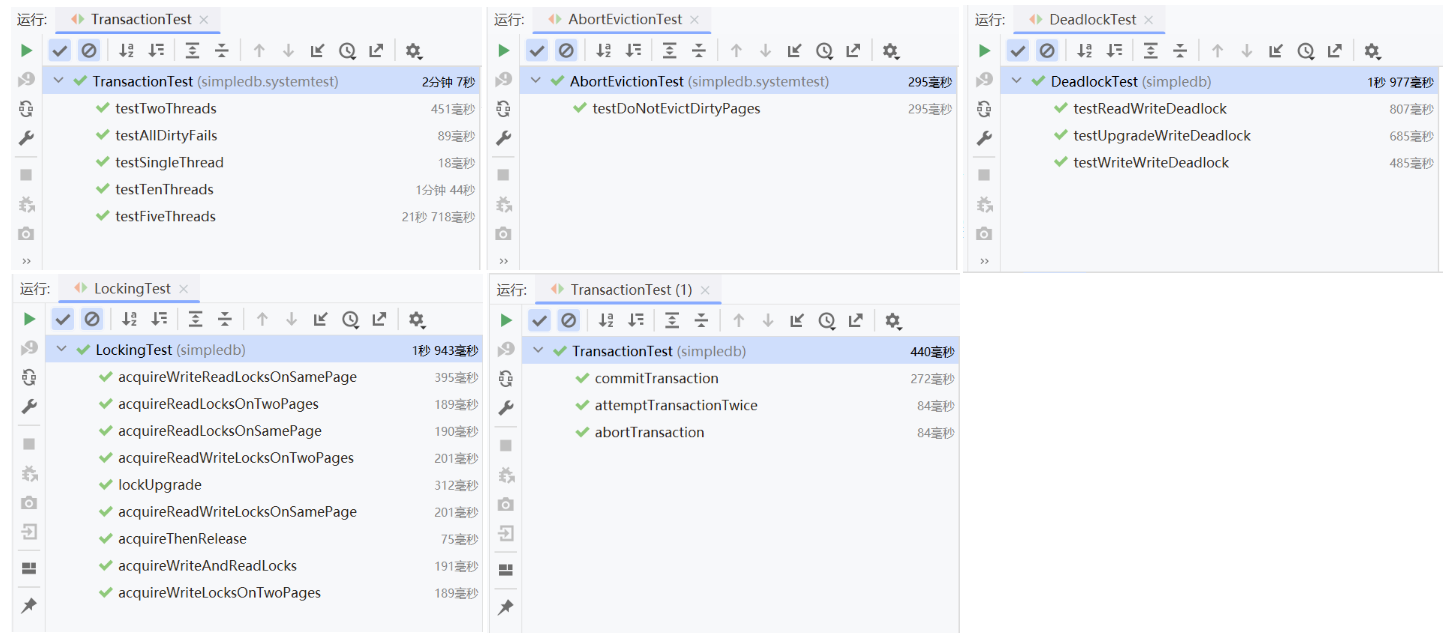 运行: TransactionTest
TransactionTest (simpledb.systemtest) 2分钟 7秒
testTwoThreads 451毫秒
testAllDirtyFails 89毫秒
testSingleThread 18毫秒
testTenThreads 1分钟 44秒
testFiveThreads 21秒 718毫秒
运行: AbortEvictionTest
AbortEvictionTest (simpledb.systemtest) 295毫秒
testDoNotEvictDirtyPages 295毫秒
运行: DeadlockTest
DeadlockTest (simpledb) 1秒 977毫秒
testReadWriteDeadlock 807毫秒
testUpgradeWriteDeadlock 685毫秒
testWriteWriteDeadlock 485毫秒
运行: LockingTest
LockingTest (simpledb) 1秒 943毫秒
acquireWriteReadLocksOnSamePage 395毫秒
acquireReadLocksOnTwoPages 189毫秒
acquireReadLocksOnSamePage 190毫秒
acquireReadWriteLocksOnTwoPages 201毫秒
lockUpgrade 312毫秒
acquireReadWriteLocksOnSamePage 201毫秒
acquireThenRelease 75毫秒
acquireWriteAndReadLocks 191毫秒
acquireWriteLocksOnTwoPages 189毫秒
运行: TransactionTest (1)
TransactionTest (simpledb) 440毫秒
commitTransaction 272毫秒
attemptTransactionTwice 84毫秒
abortTransaction 84毫秒